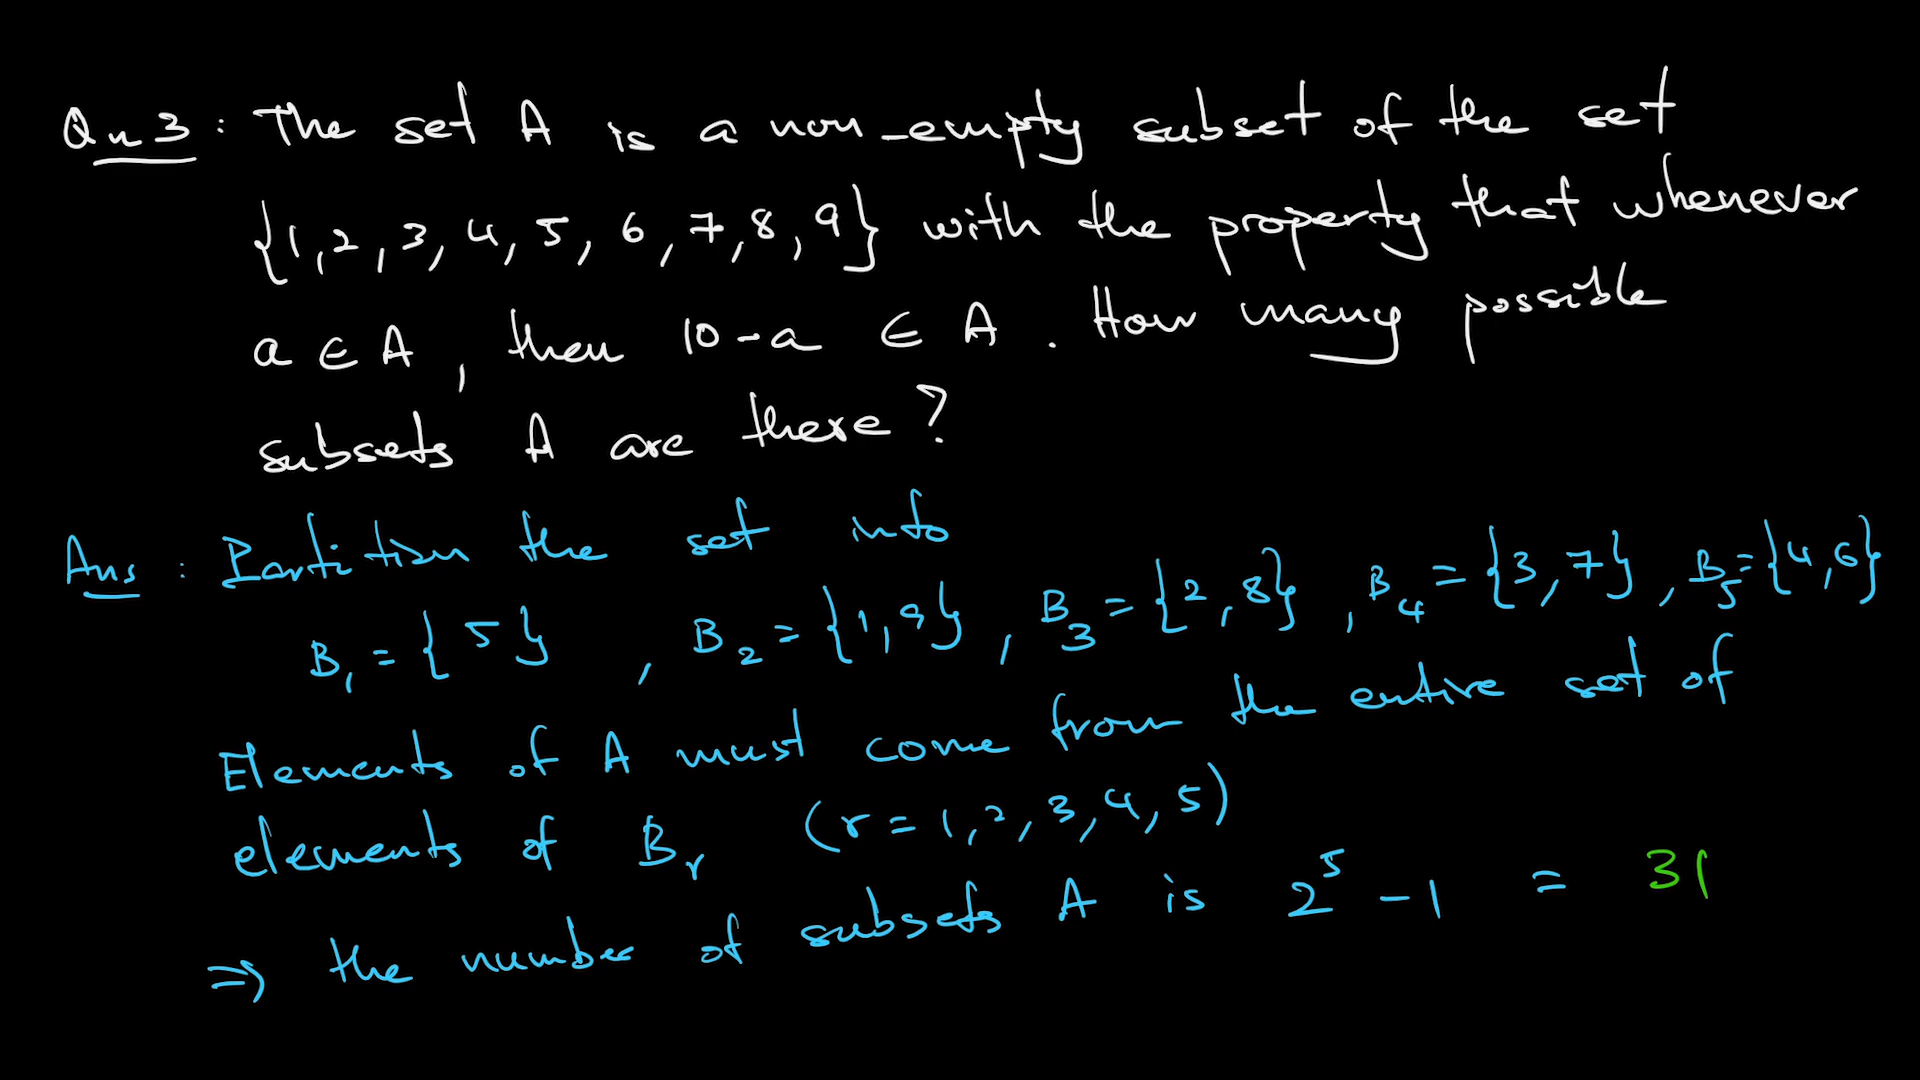 Qn 3 : The set A is a non-empty subset of the set
{1, 2, 3, 4, 5, 6, 7, 8, 9} with the property that whenever
a ∈ A, then 10-a ∈ A. How many possible
subsets A are there?
Ans : Partition the set into
B₁ = {5}, B₂ = {1, 9}, B₃ = {2, 8}, B₄ = {3, 7}, B₅ = {4, 6}
Elements of A must come from the entire set of
elements of Bᵣ (r = 1, 2, 3, 4, 5)
⇒ the number of subsets A is 2⁵ - 1 = 31